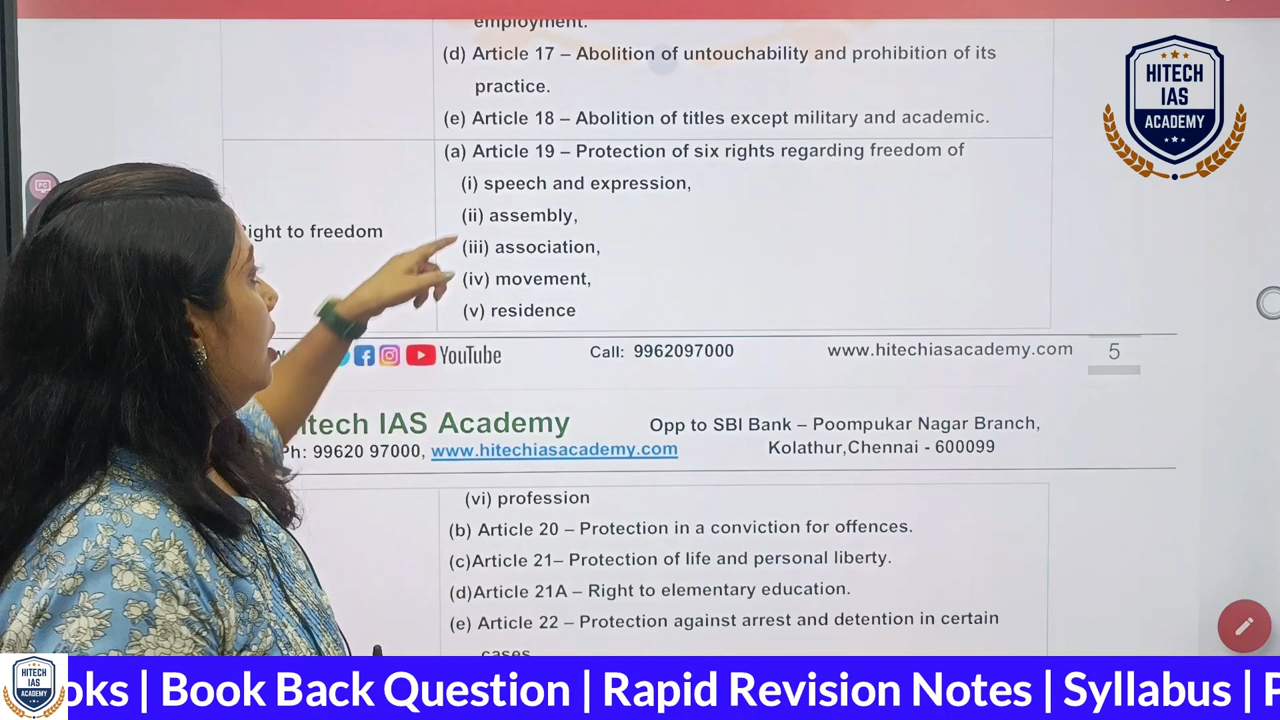 employment.
(d) Article 17 – Abolition of untouchability and prohibition of its
practice.
(e) Article 18 – Abolition of titles except military and academic.
HITECH
IAS
ACADEMY
(a) Article 19 – Protection of six rights regarding freedom of
(i) speech and expression,
(ii) assembly,
Right to freedom
(iii) association,
(iv) movement,
(v) residence
YouTube
Call: 9962097000
www.hitechiasacademy.com
5
itech IAS Academy
Opp to SBI Bank – Poompukar Nagar Branch,
Ph: 99620 97000, www.hitechiasacademy.com
Kolathur,Chennai - 600099
(vi) profession
(b) Article 20 – Protection in a conviction for offences.
(c)Article 21– Protection of life and personal liberty.
(d)Article 21A – Right to elementary education.
(e) Article 22 – Protection against arrest and detention in certain
cases
HITECH
IAS
ACADEMY
oks | Book Back Question | Rapid Revision Notes | Syllabus | P